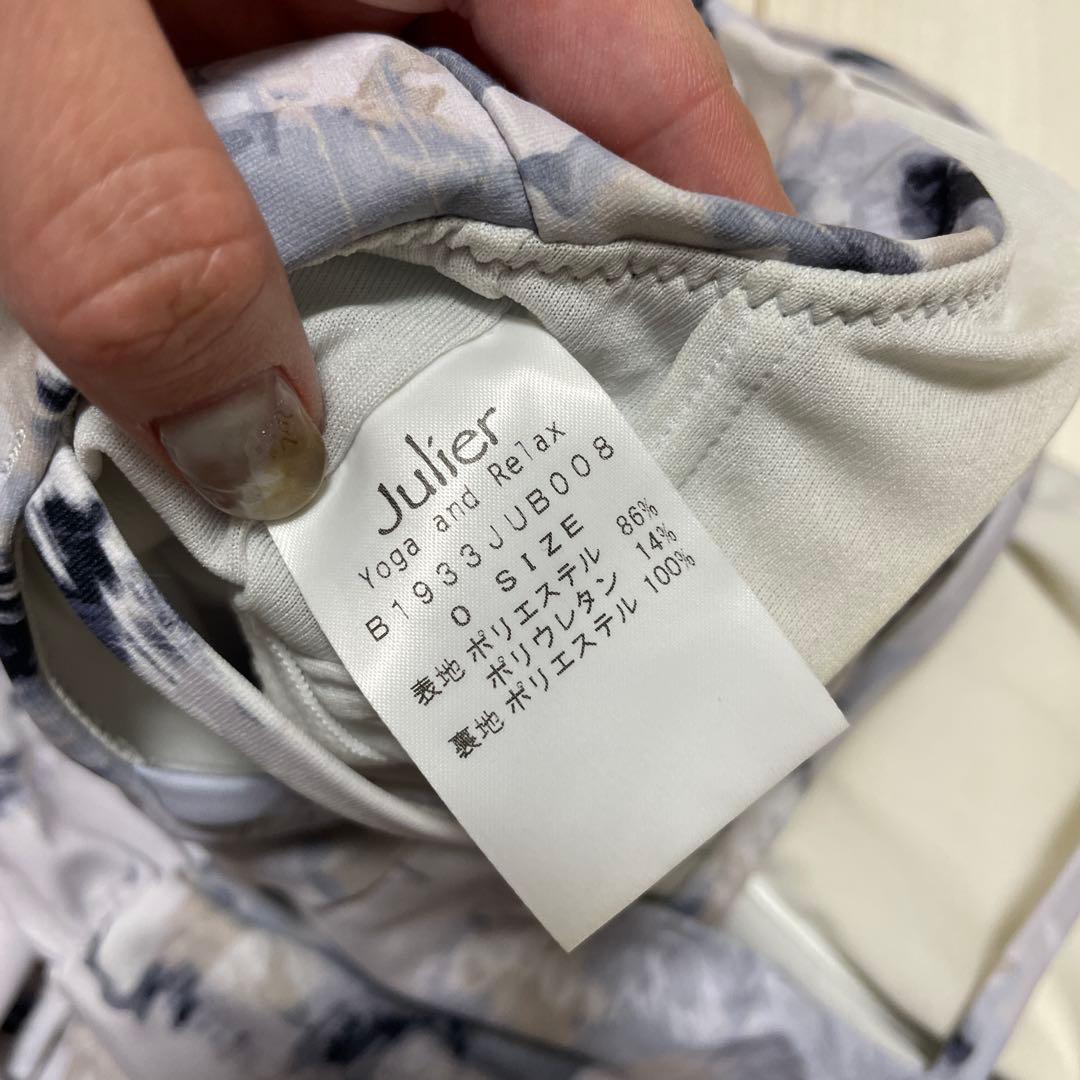 Julier
Yoga and Relax
B1933JUB008
0 SIZE
表地 ポリエステル 86%
ポリウレタン 14%
裏地 ポリエステル 100%